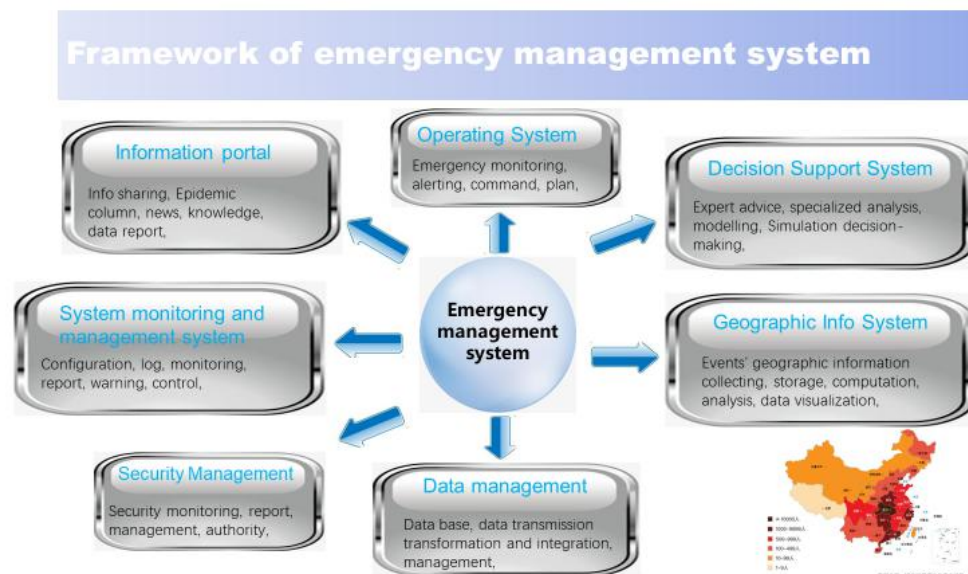 Framework of emergency management system
Information portal
Info sharing, Epidemic
column, news, knowledge,
data report,
Operating System
Emergency monitoring,
alerting, command, plan,
Decision Support System
Expert advice, specialized analysis,
modelling, Simulation decision-
making,
System monitoring and
management system
Configuration, log, monitoring,
report, warning, control,
Emergency
management
system
Geographic Info System
Events' geographic information
collecting, storage, computation,
analysis, data visualization,
Security Management
Security monitoring, report,
management, authority,
Data management
Data base, data transmission
transformation and integration,
management,